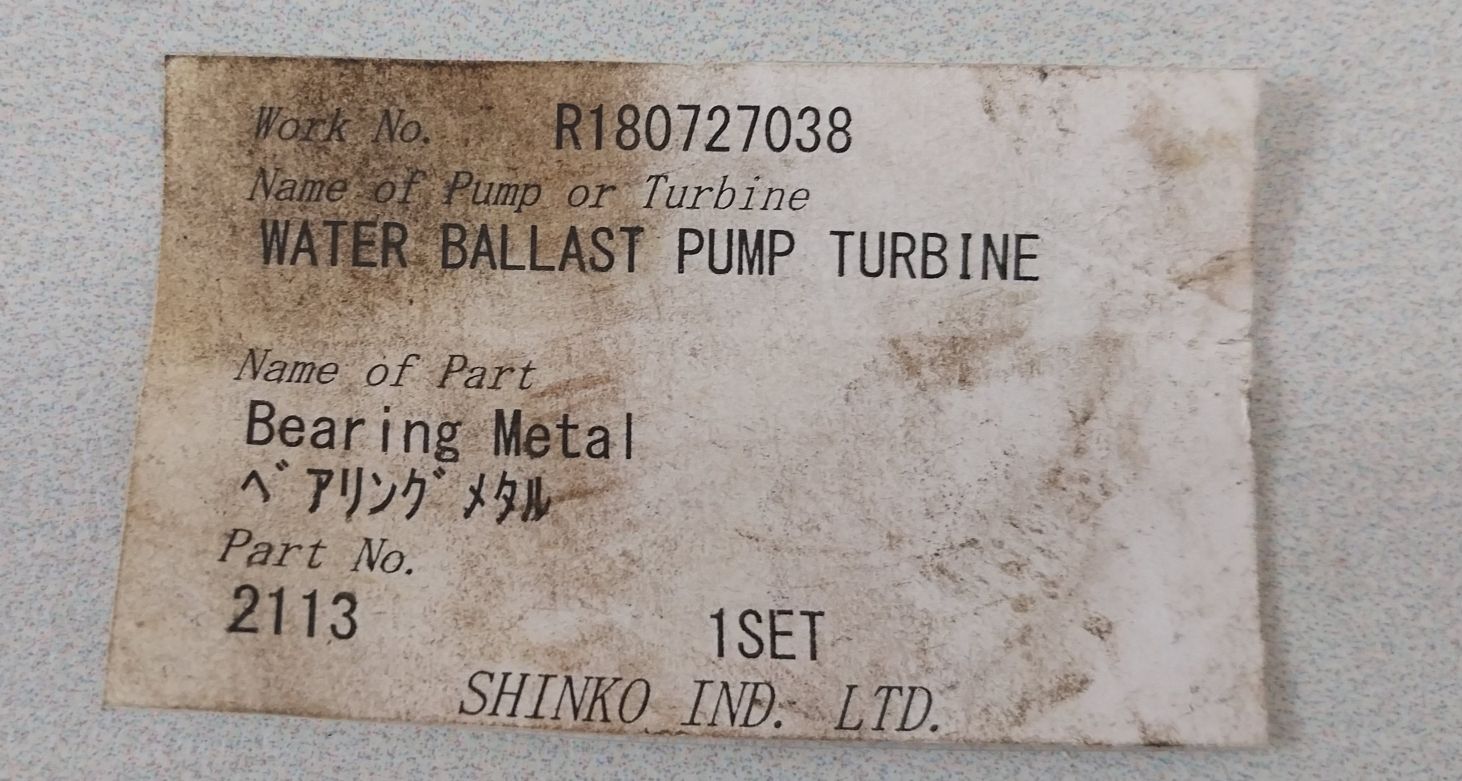 Work No. R180727038
Name of Pump or Turbine
WATER BALLAST PUMP TURBINE
Name of Part
Bearing Metal
ﾍﾞｱﾘﾝｸﾞﾒﾀﾙ
Part No.
2113 1SET
SHINKO IND. LTD.